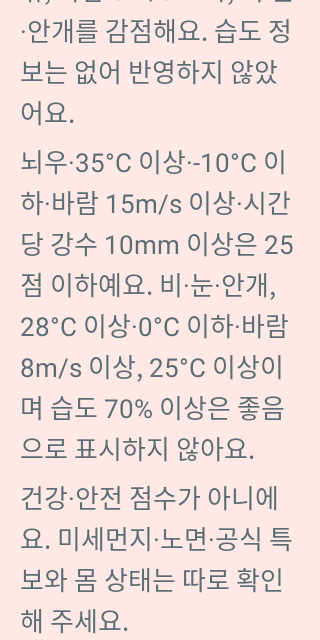 ·안개를 감점해요. 습도 정
보는 없어 반영하지 않았
어요.
뇌우·35°C 이상·-10°C 이
하·바람 15m/s 이상·시간
당 강수 10mm 이상은 25
점 이하예요. 비·눈·안개,
28°C 이상·0°C 이하·바람
8m/s 이상, 25°C 이상이
며 습도 70% 이상은 좋음
으로 표시하지 않아요.
건강·안전 점수가 아니에
요. 미세먼지·노면·공식 특
보와 몸 상태는 따로 확인
해 주세요.